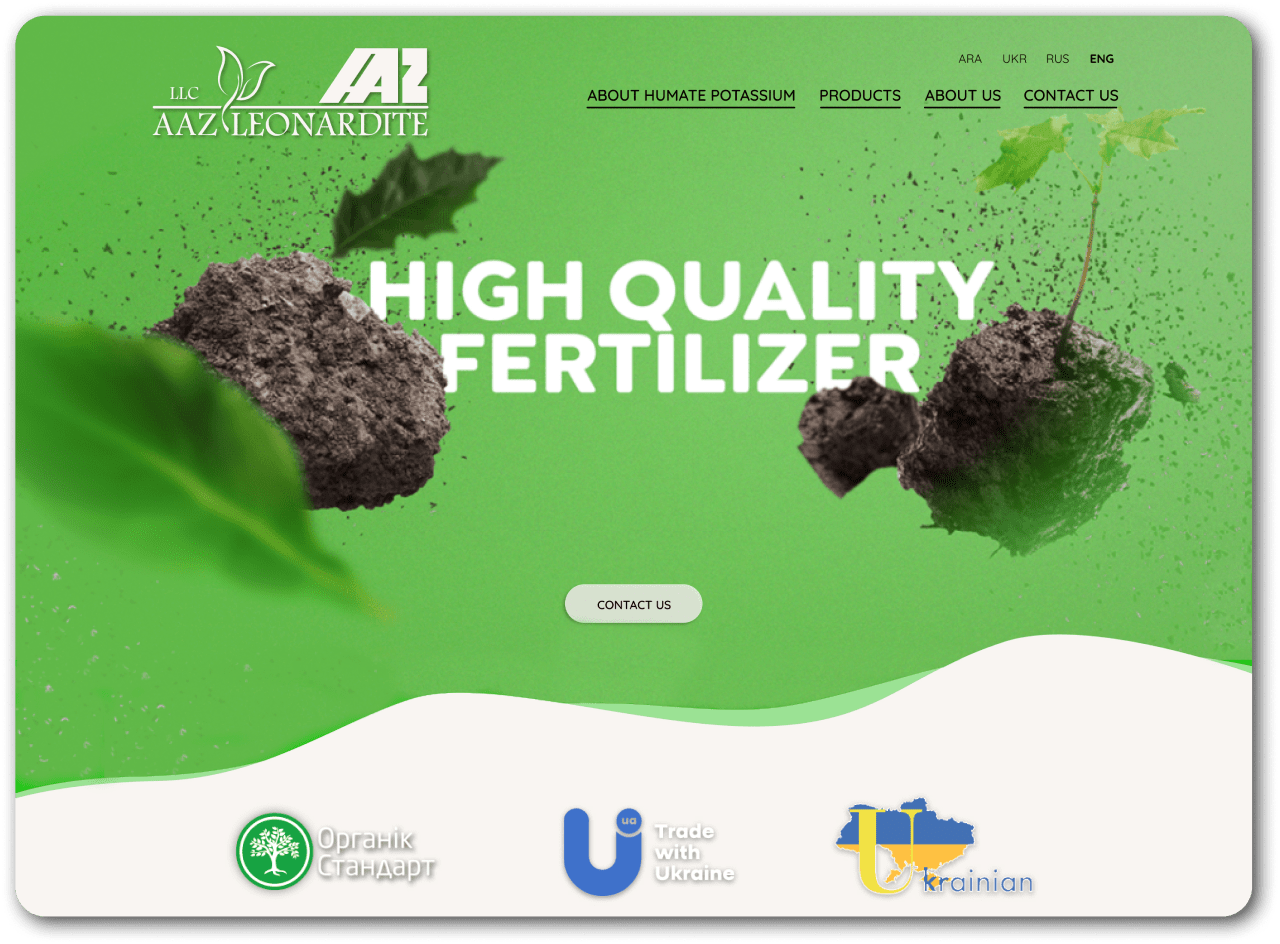 LLC
AAZ
AAZ LEONARDITE
ARA UKR RUS ENG
ABOUT HUMATE POTASSIUM PRODUCTS ABOUT US CONTACT US
HIGH QUALITY
FERTILIZER
CONTACT US
Органік
Стандарт
ua
Trade
with
Ukraine
Ukrainian